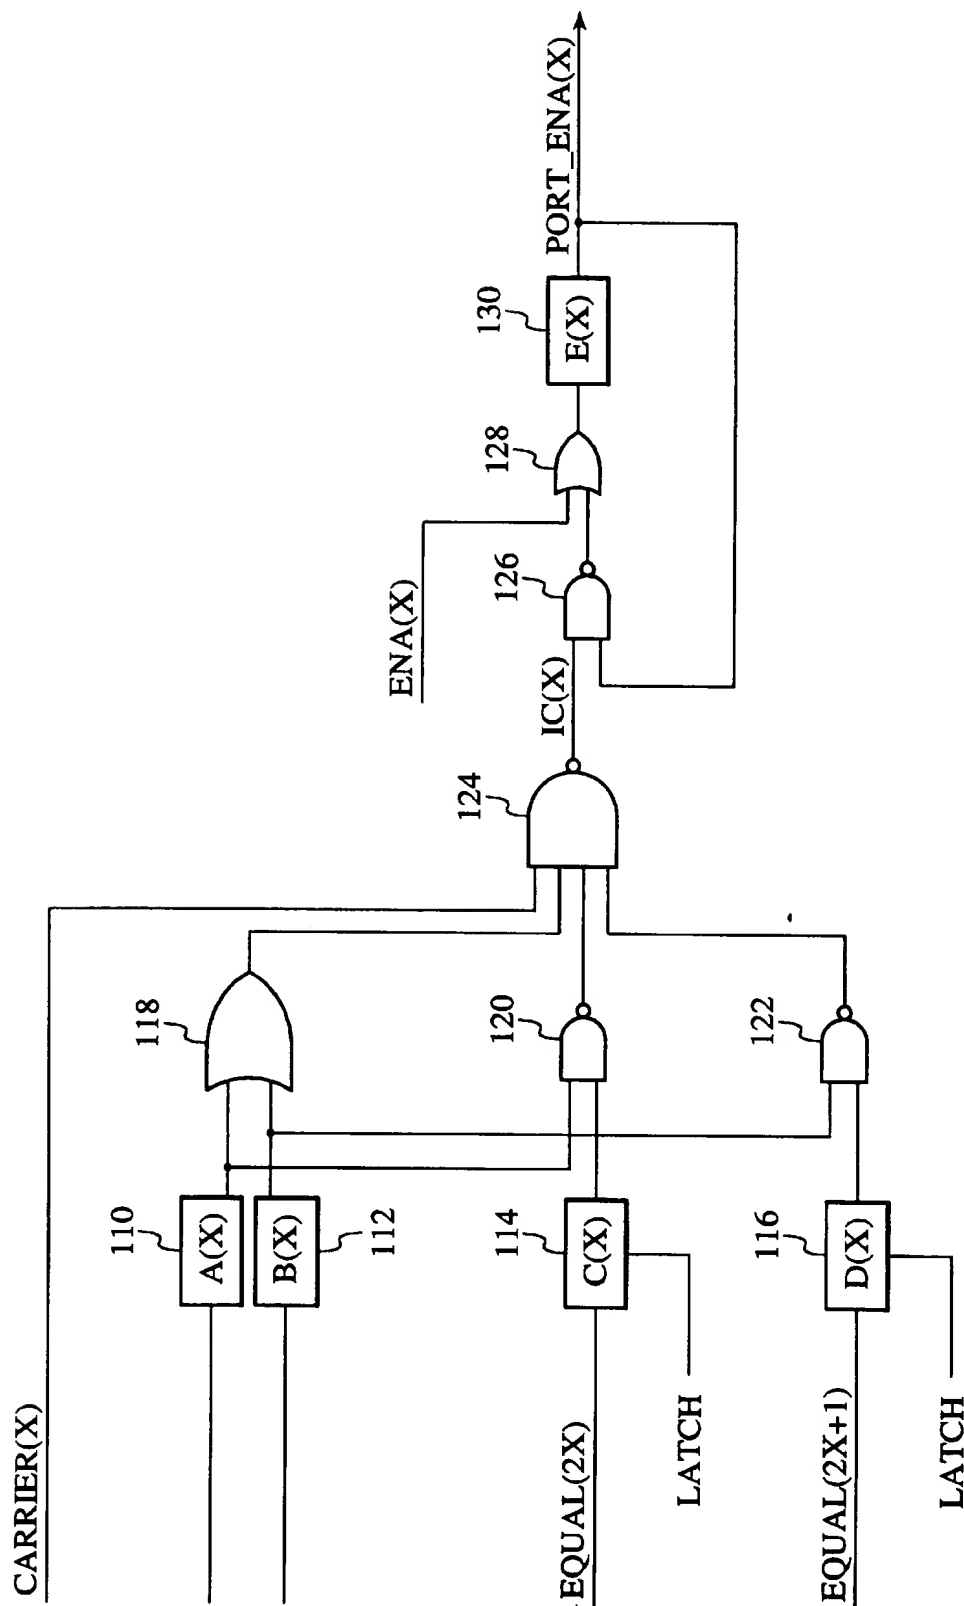 CARRIER(X)
110
A(X)
B(X)
112
118
EQUAL(2X)
114
C(X)
LATCH
120
EQUAL(2X+1)
116
D(X)
LATCH
122
124
IC(X)
ENA(X)
126
128
130
E(X)
PORT_ENA(X)